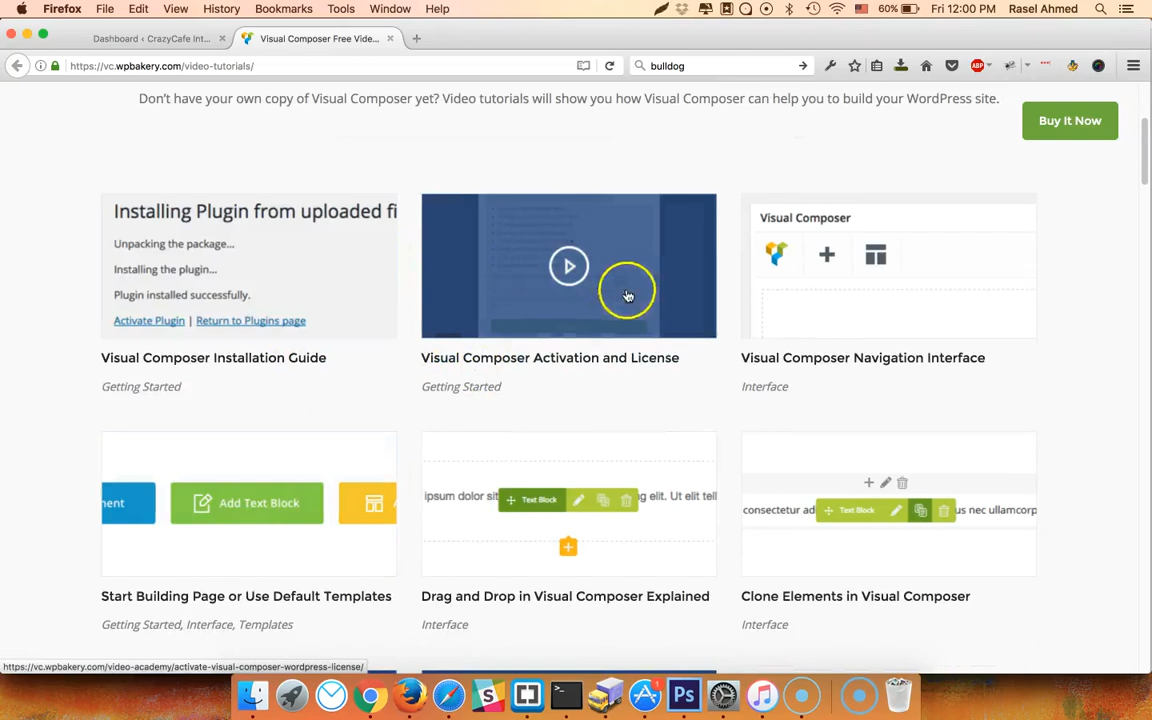 Firefox File Edit View History Bookmarks Tools Window Help 60% Fri 12:00 PM Rasel Ahmed
Dashboard ‹ CrazyCafe Int... Visual Composer Free Vide...
https://vc.wpbakery.com/video-tutorials/ bulldog ABP
Don't have your own copy of Visual Composer yet? Video tutorials will show you how Visual Composer can help you to build your WordPress site.
Buy It Now
Installing Plugin from uploaded fi
Unpacking the package...
Installing the plugin...
Plugin installed successfully.
Activate Plugin | Return to Plugins page
Visual Composer
Visual Composer Installation Guide
Visual Composer Activation and License
Visual Composer Navigation Interface
Getting Started
Getting Started
Interface
nent
Add Text Block
ipsum dolor sit
Text Block
ng elit. Ut elit tell
consectetur ad
Text Block
us nec ullamcorp
Start Building Page or Use Default Templates
Drag and Drop in Visual Composer Explained
Clone Elements in Visual Composer
Getting Started, Interface, Templates
Interface
Interface
https://vc.wpbakery.com/video-academy/activate-visual-composer-wordpress-license/
Ps